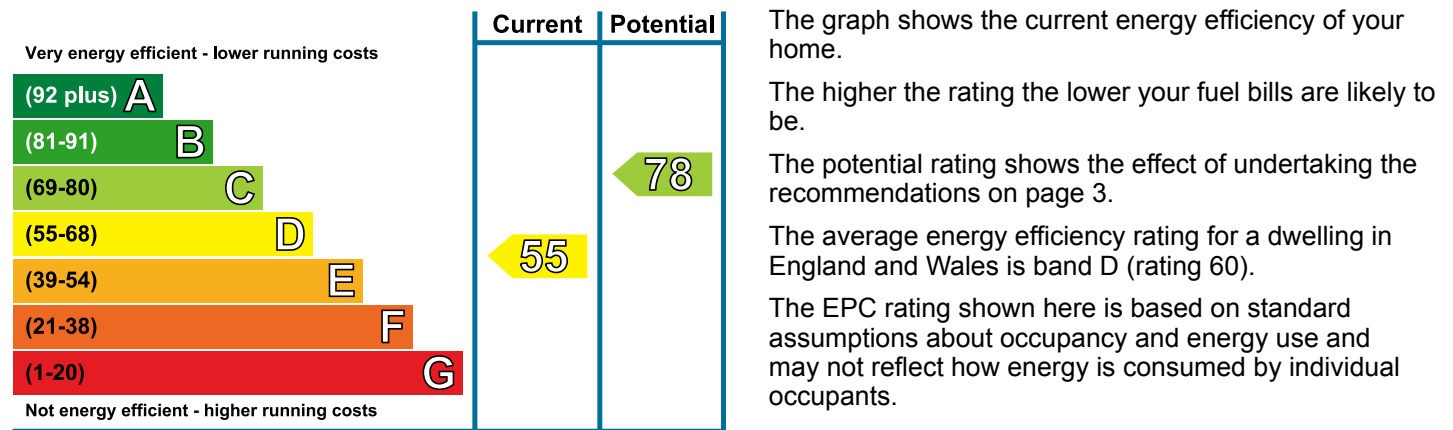 Current Potential
Very energy efficient - lower running costs
(92 plus) A
(81-91) B
(69-80) C
78
(55-68) D
55
(39-54) E
(21-38) F
(1-20) G
Not energy efficient - higher running costs
The graph shows the current energy efficiency of your
home.
The higher the rating the lower your fuel bills are likely to
be.
The potential rating shows the effect of undertaking the
recommendations on page 3.
The average energy efficiency rating for a dwelling in
England and Wales is band D (rating 60).
The EPC rating shown here is based on standard
assumptions about occupancy and energy use and
may not reflect how energy is consumed by individual
occupants.